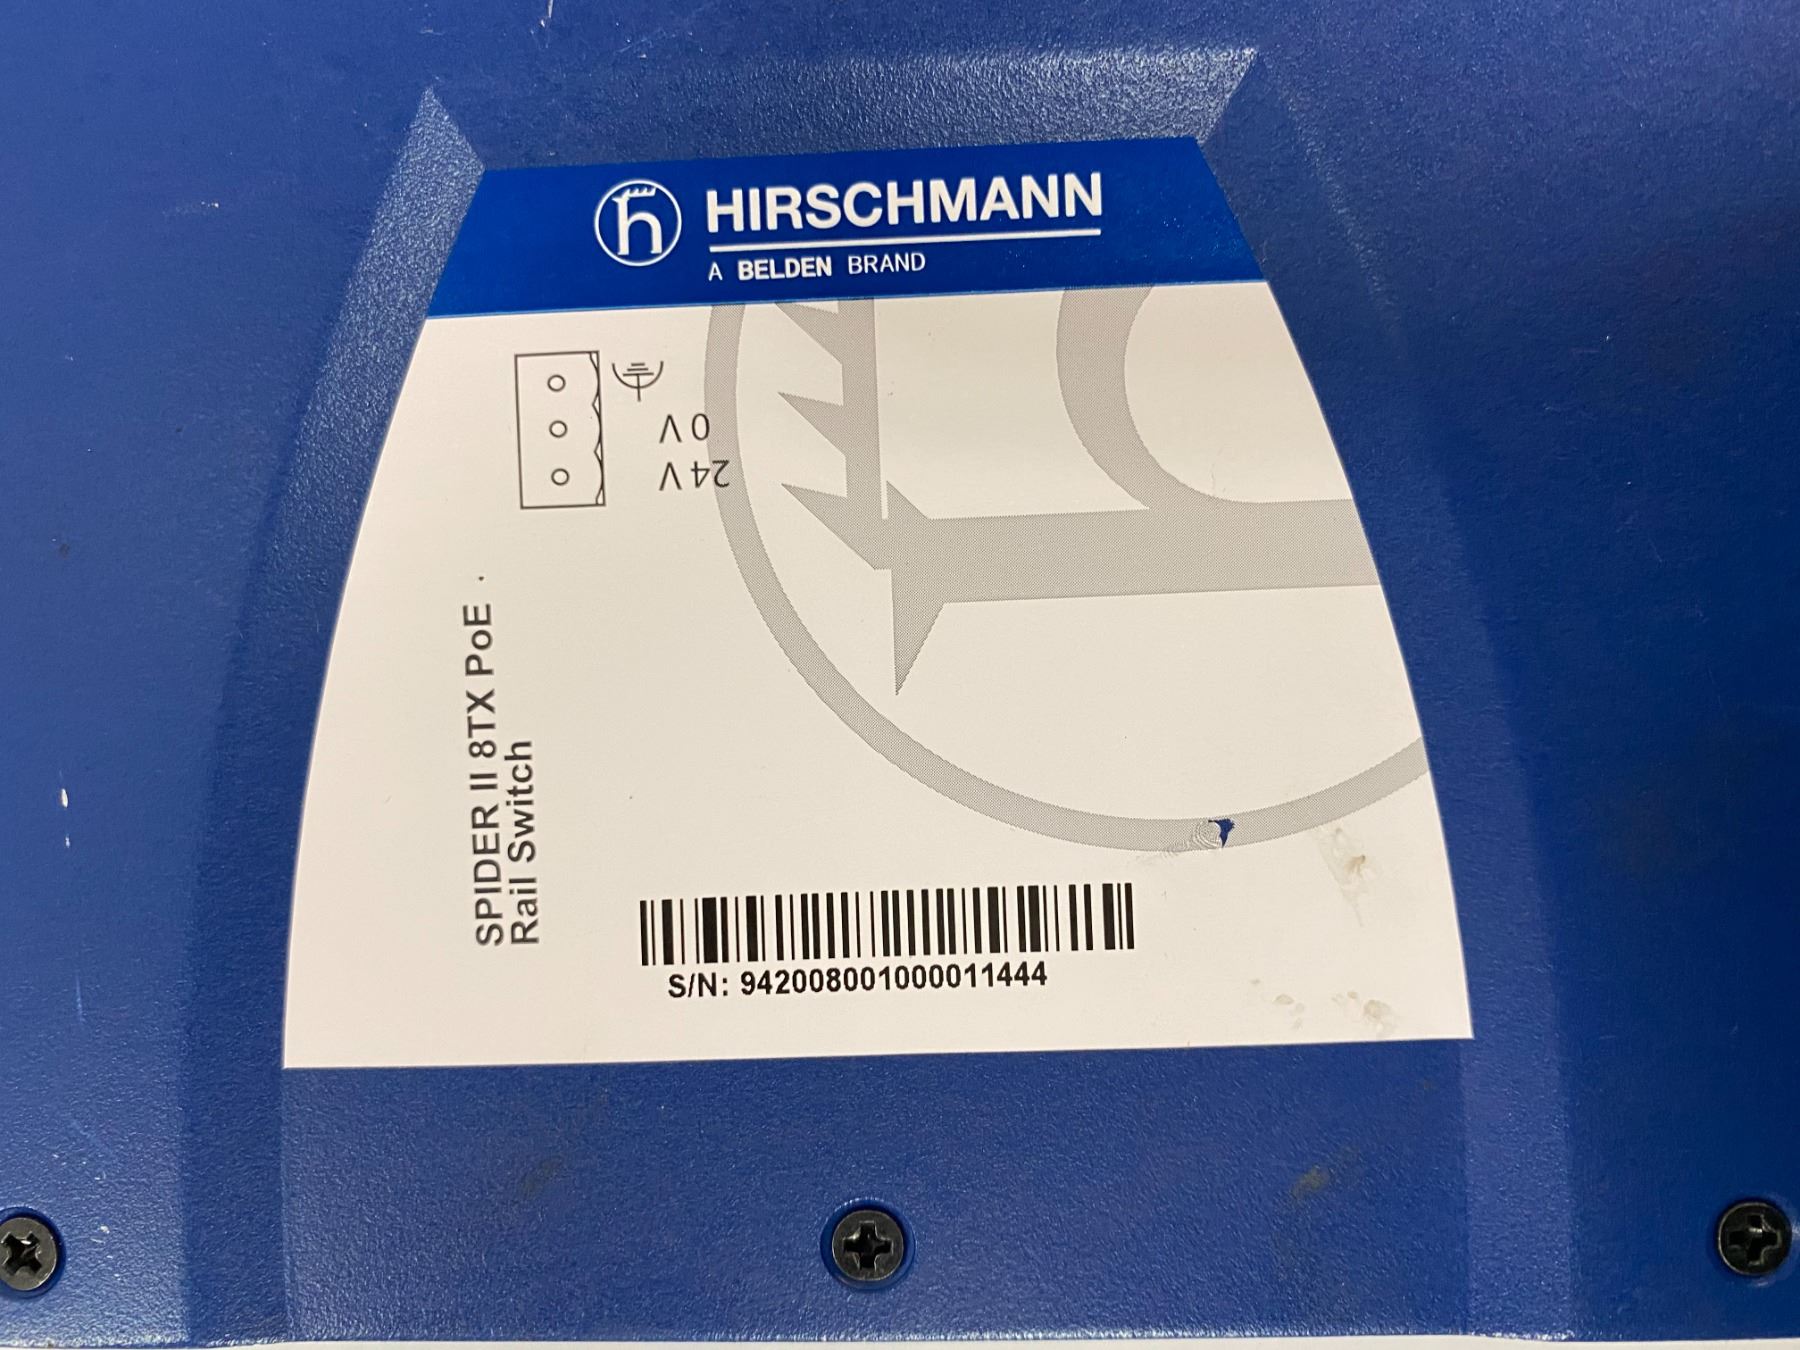 HIRSCHMANN
A BELDEN BRAND
0 V
24 V
SPIDER II 8TX PoE
Rail Switch
S/N: 942008001000011444